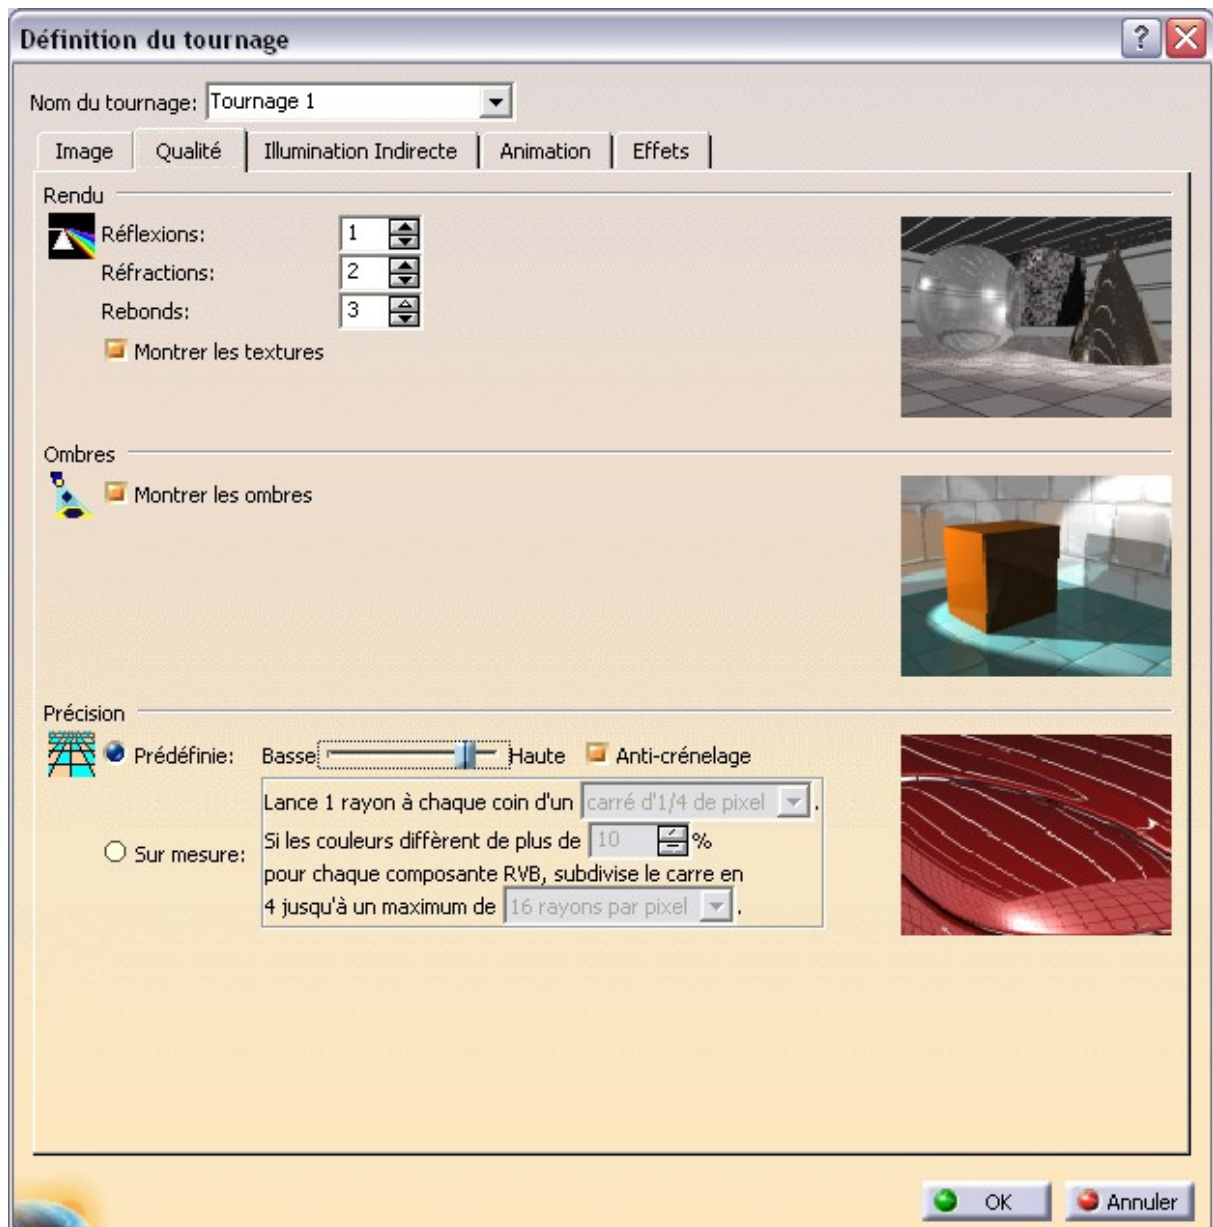 Définition du tournage
Nom du tournage: Tournage 1
Image Qualité Illumination Indirecte Animation Effets
Rendu
Réflexions: 1
Réfractions: 2
Rebonds: 3
Montrer les textures
Ombres
Montrer les ombres
Précision
Prédéfinie: Basse Haute Anti-crénelage
Lance 1 rayon à chaque coin d'un carré d'1/4 de pixel .
Si les couleurs diffèrent de plus de 10 %
Sur mesure:
pour chaque composante RVB, subdivise le carre en
4 jusqu'à un maximum de 16 rayons par pixel .
OK Annuler